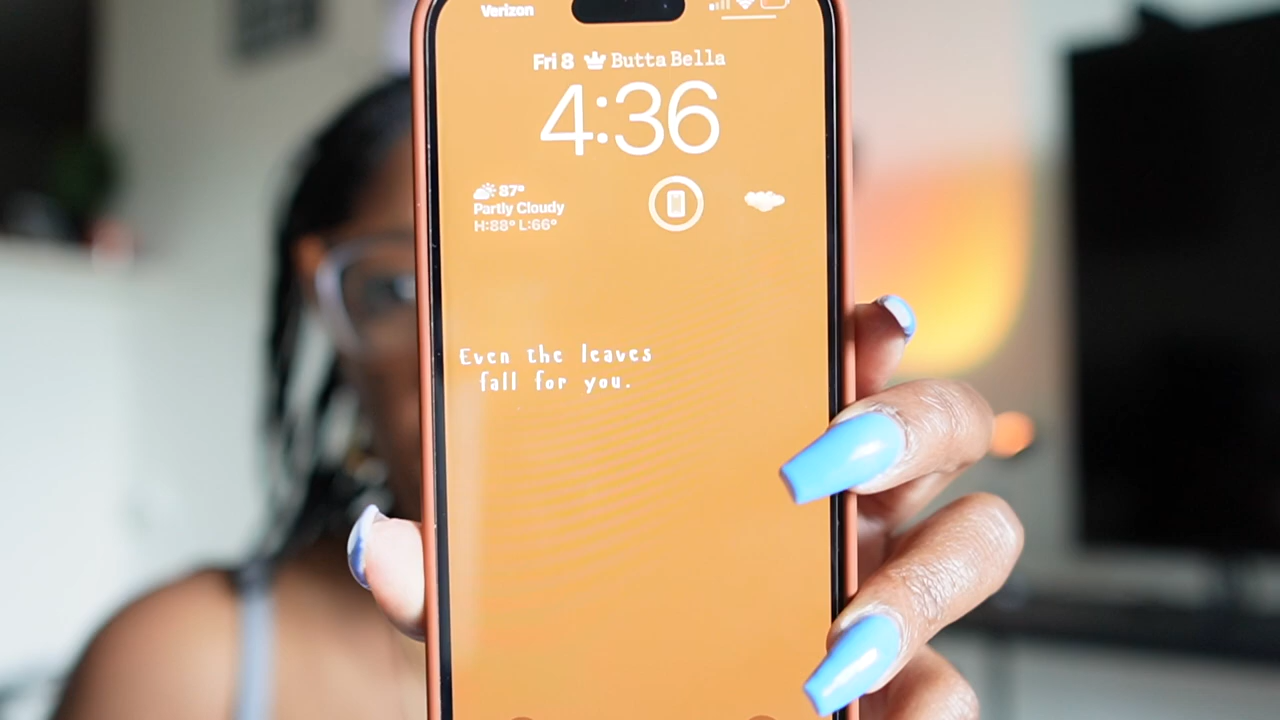 Verizon
Fri 8 Butta Bella
4:36
87°
Partly Cloudy
H:88° L:66°
Even the leaves
fall for you.